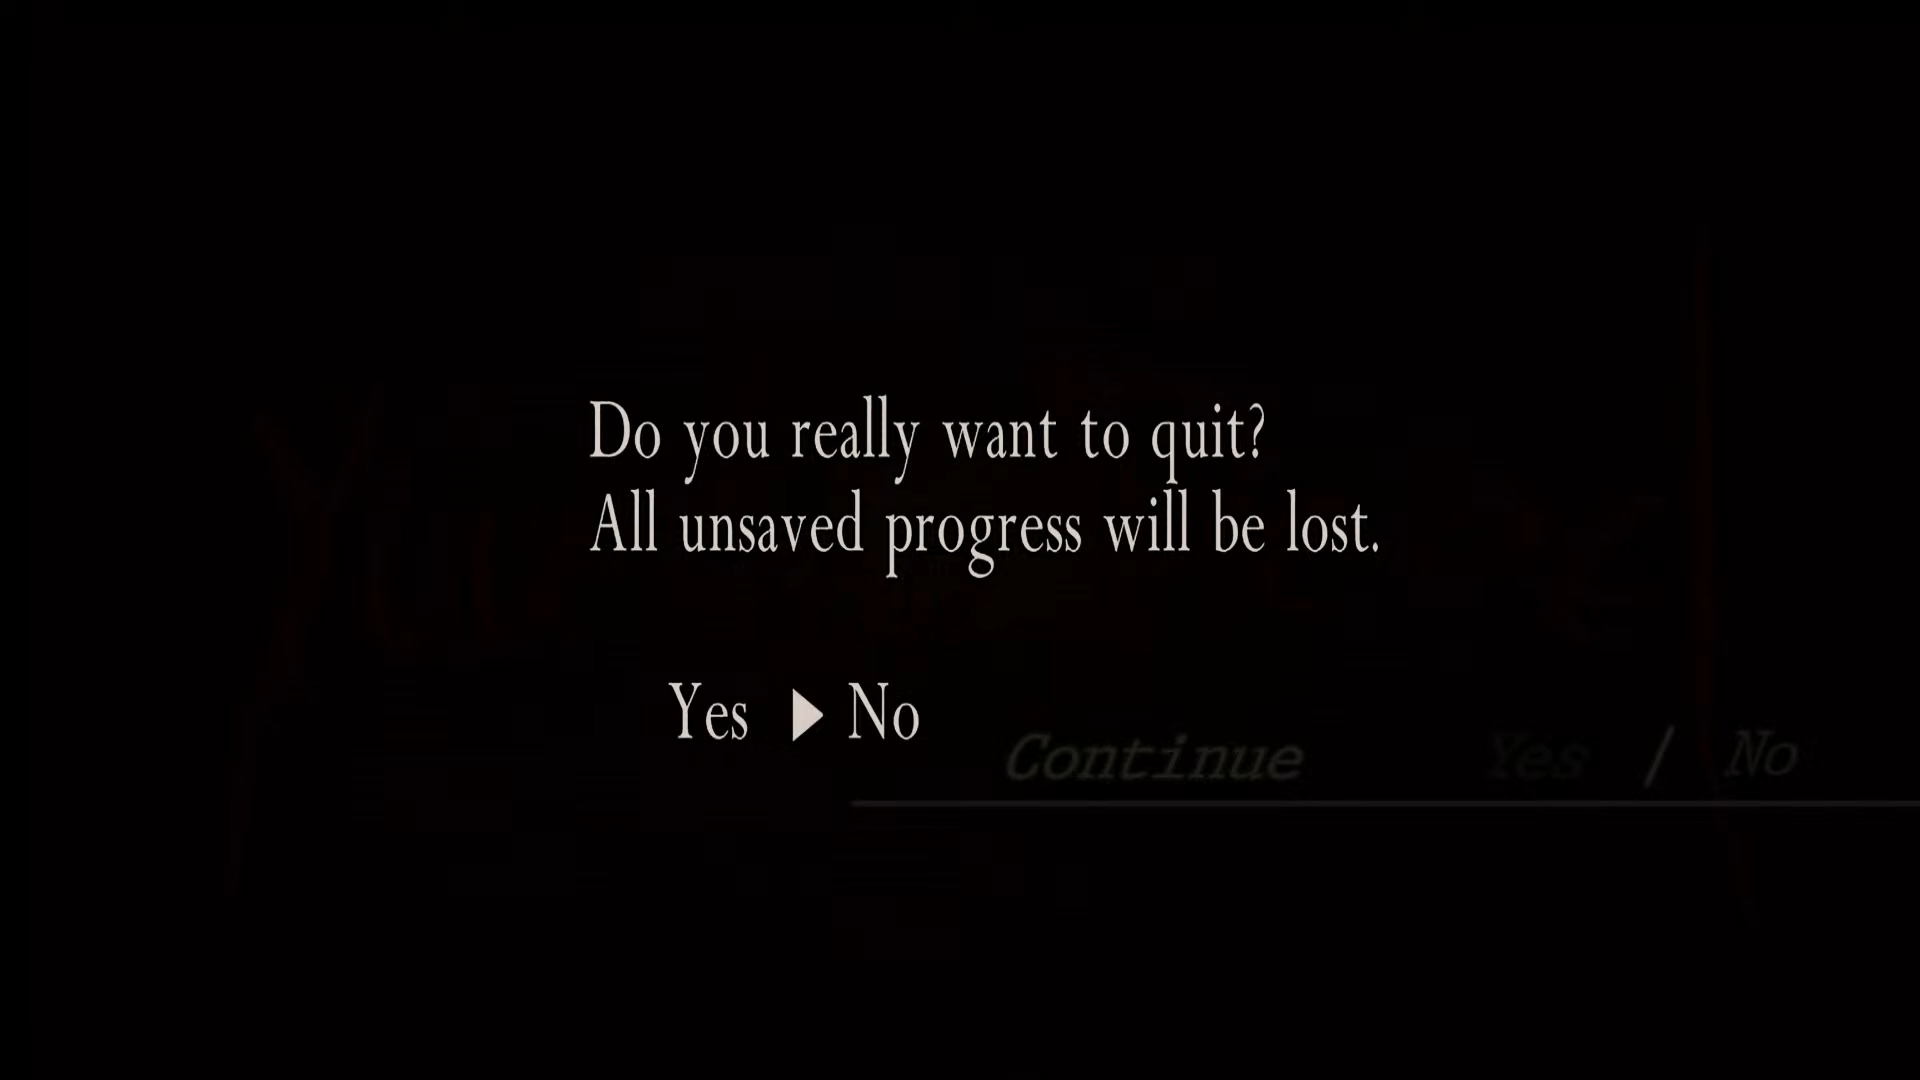 Do you really want to quit?
All unsaved progress will be lost.
Yes ▶ No
Continue Yes / No